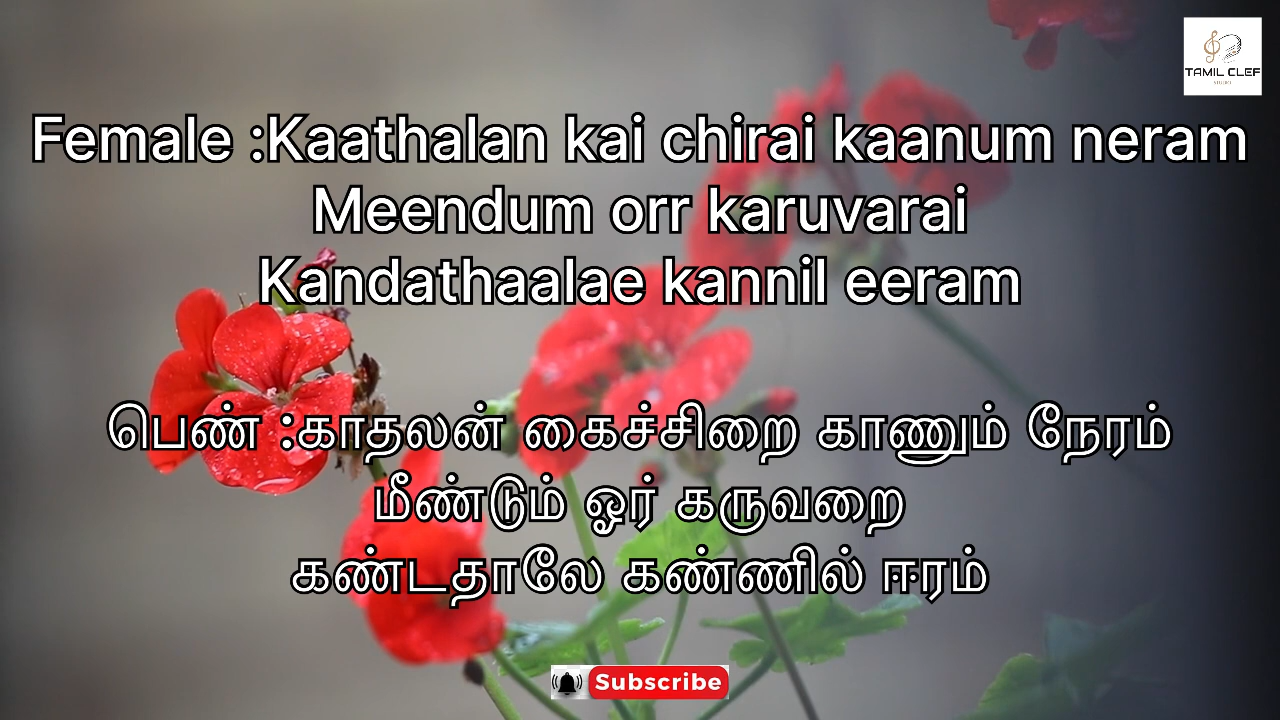 TAMIL CLEF
Female :Kaathalan kai chirai kaanum neram
Meendum orr karuvarai
Kandathaalae kannil eeram
பெண் :காதலன் கைச்சிறை காணும் நேரம்
மீண்டும் ஓர் கருவறை
கண்டதாலே கண்ணில் ஈரம்
Subscribe